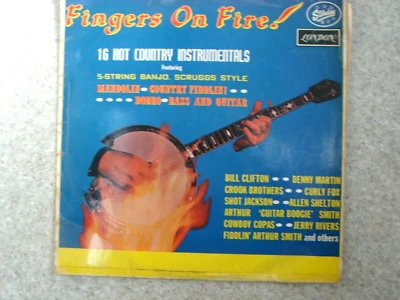 Fingers On Fire!
Starday
LONDON
16 HOT COUNTRY INSTRUMENTALS
Featuring
5-STRING BANJO, SCRUGGS STYLE
MANDOLIN COUNTRY FIDDLIN!
DOBRO BASS AND GUITAR
BILL CLIFTON BENNY MARTIN
CROOK BROTHERS CURLY FOX
SHOT JACKSON ALLEN SHELTON
ARTHUR 'GUITAR BOOGIE' SMITH
COWBOY COPAS JERRY RIVERS
FIDDLIN' ARTHUR SMITH and others